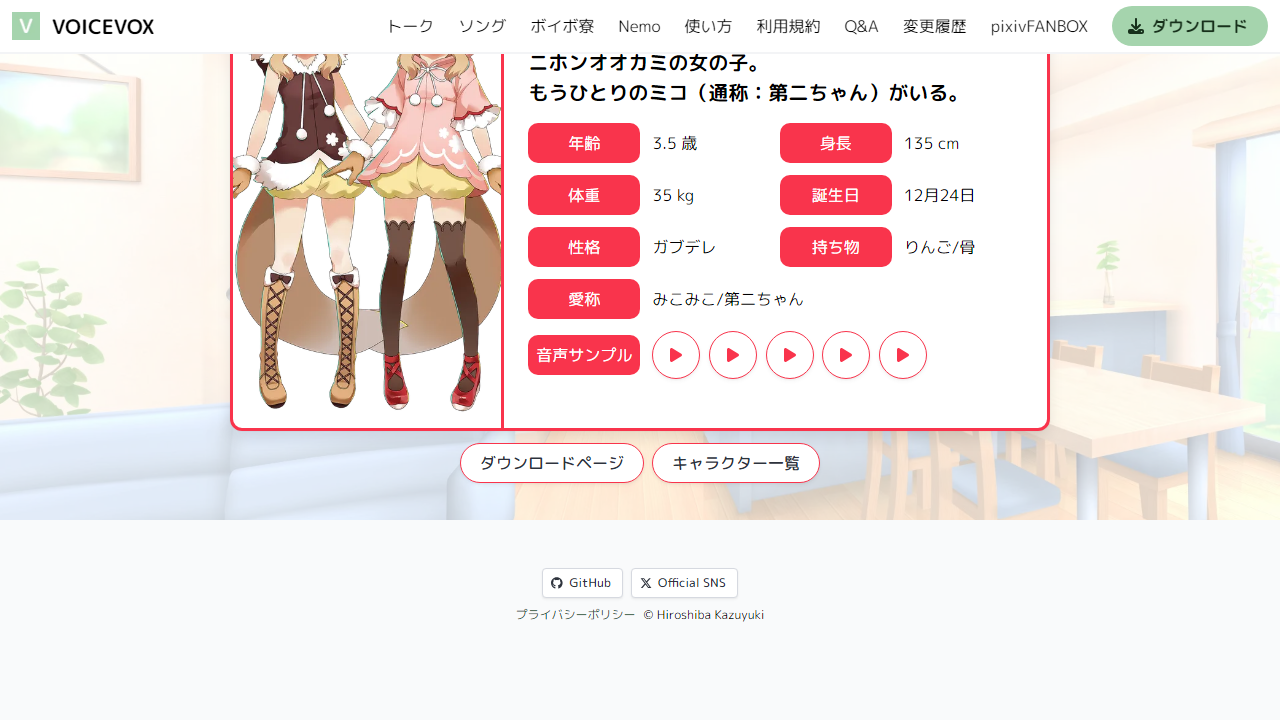 V VOICEVOX トーク ソング ボイボ寮 Nemo 使い方 利用規約 Q&A 変更履歴 pixivFANBOX ダウンロード
ニホンオオカミの女の子。
もうひとりのミコ（通称：第二ちゃん）がいる。
年齢 3.5 歳 身長 135 cm
体重 35 kg 誕生日 12月24日
性格 ガブデレ 持ち物 りんご/骨
愛称 みこみこ/第二ちゃん
音声サンプル
ダウンロードページ キャラクター一覧
GitHub Official SNS
プライバシーポリシー © Hiroshiba Kazuyuki